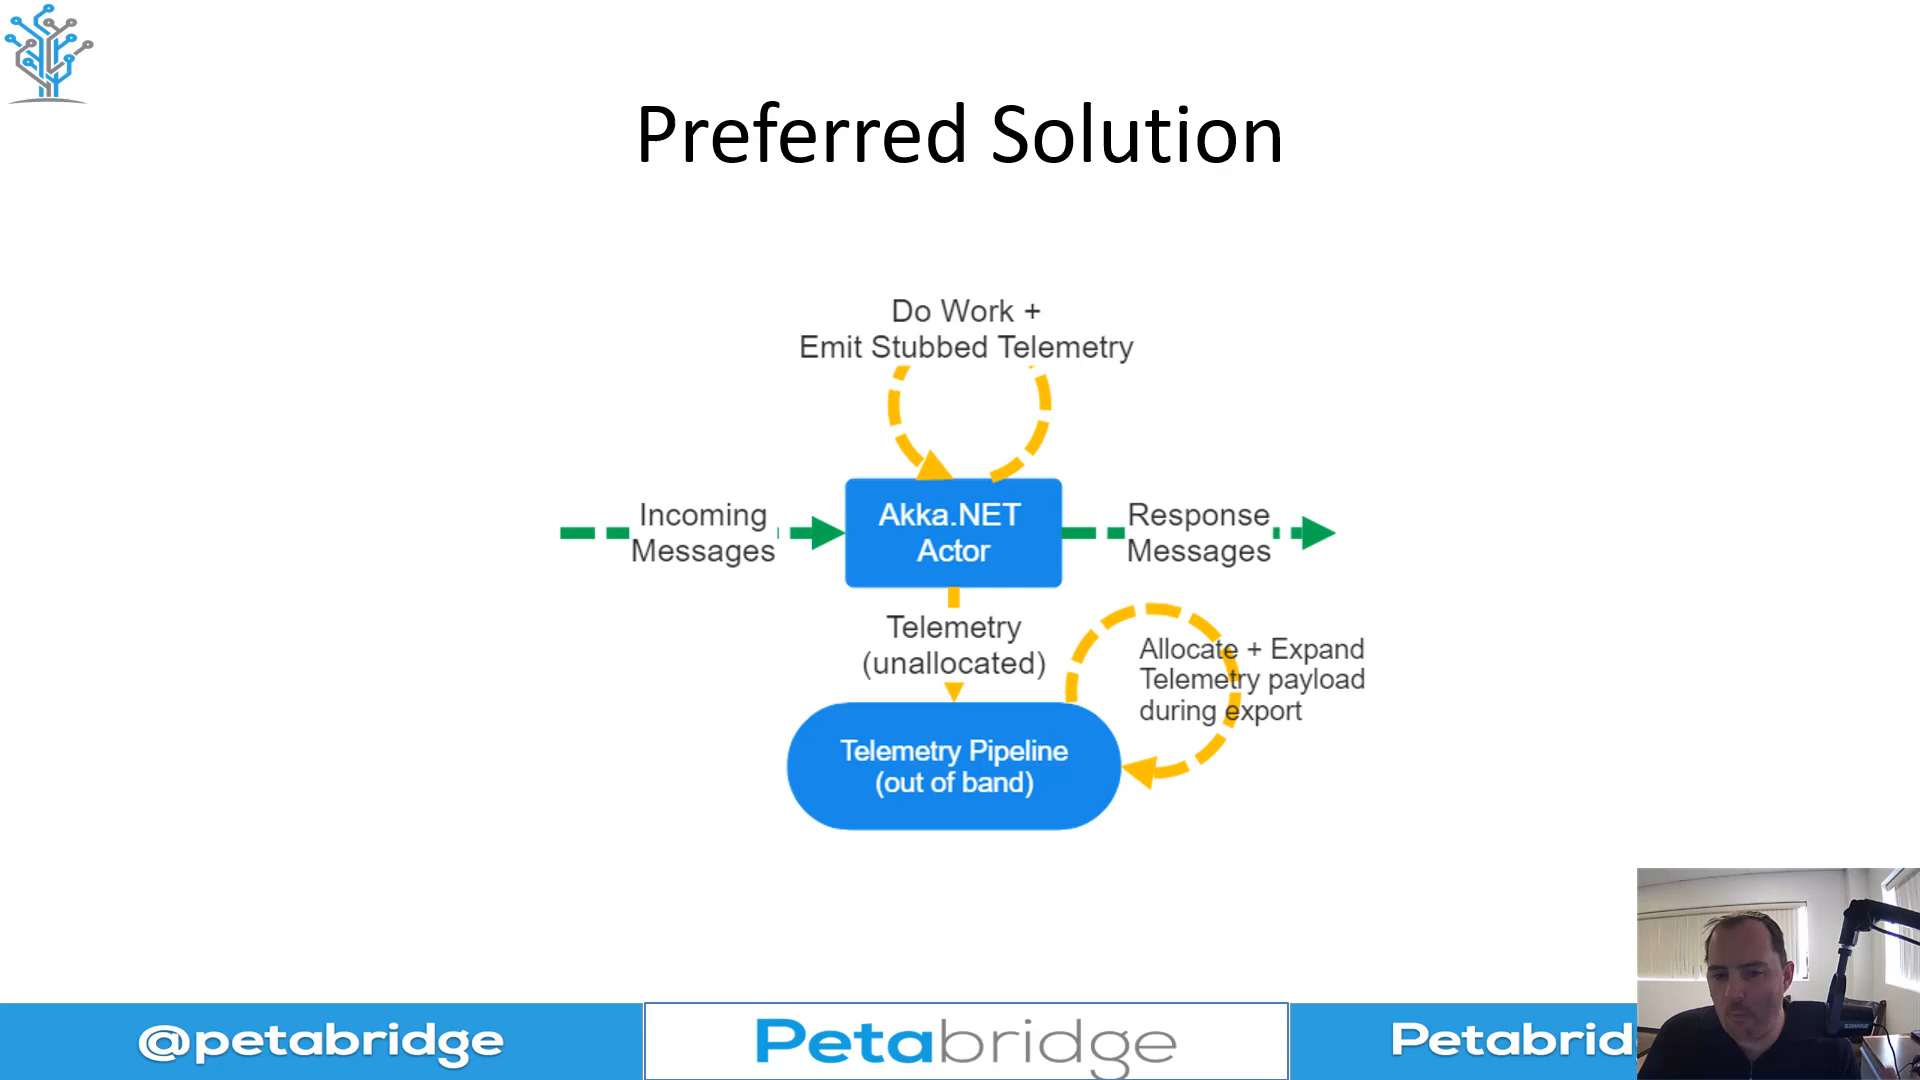 Preferred Solution
Do Work +
Emit Stubbed Telemetry
Incoming
Messages
Akka.NET
Actor
Response
Messages
Telemetry
(unallocated)
Allocate + Expand
Telemetry payload
during export
Telemetry Pipeline
(out of band)
@petabridge
Petabridge
Petabrid